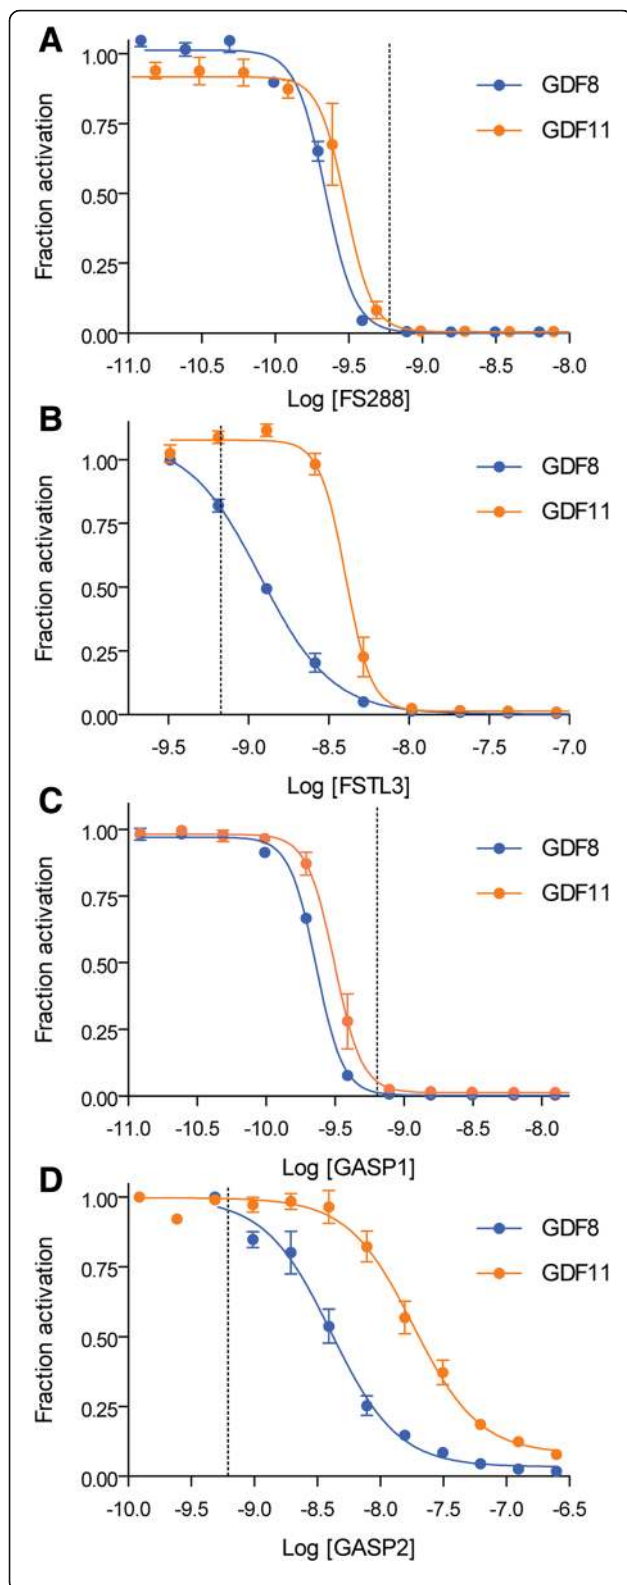 A
1.00
0.75
0.50
0.25
0.00
Fraction activation
GDF8
GDF11
-11.0 -10.5 -10.0 -9.5 -9.0 -8.5 -8.0
Log [FS288]
B
1.00
0.75
0.50
0.25
0.00
Fraction activation
GDF8
GDF11
-9.5 -9.0 -8.5 -8.0 -7.5 -7.0
Log [FSTL3]
C
1.00
0.75
0.50
0.25
0.00
Fraction activation
GDF8
GDF11
-11.0 -10.5 -10.0 -9.5 -9.0 -8.5 -8.0
Log [GASP1]
D
1.00
0.75
0.50
0.25
0.00
Fraction activation
GDF8
GDF11
-10.0 -9.5 -9.0 -8.5 -8.0 -7.5 -7.0 -6.5
Log [GASP2]